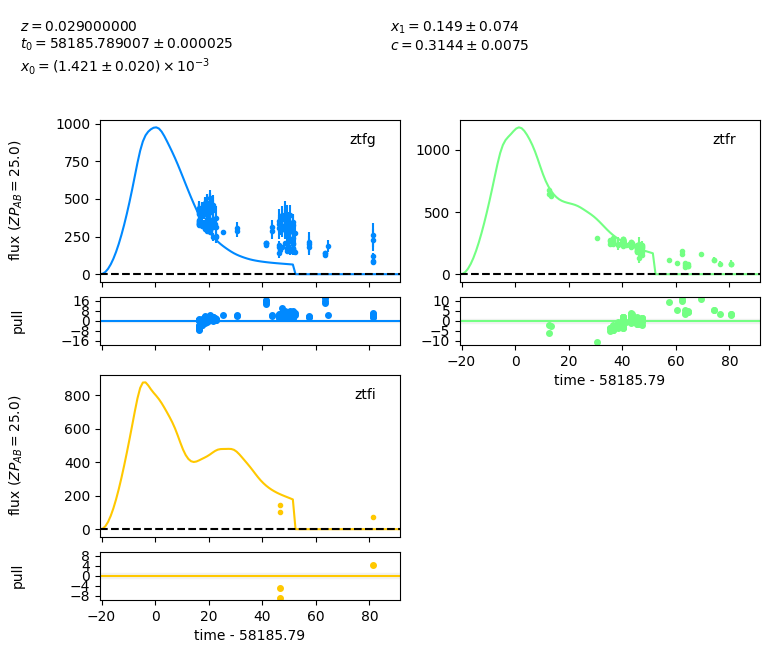 z = 0.029000000
t₀ = 58185.789007 ± 0.000025
x₀ = (1.421 ± 0.020) × 10⁻³
x₁ = 0.149 ± 0.074
c = 0.3144 ± 0.0075
1000
750
500
250
0
flux (ZP_AB = 25.0)
ztfg
16
8
0
−8
−16
pull
1000
500
0
ztfr
10
5
0
−5
−10
−20
0
20
40
60
80
time - 58185.79
800
600
400
200
0
flux (ZP_AB = 25.0)
ztfi
8
4
0
−4
−8
pull
−20
0
20
40
60
80
time - 58185.79